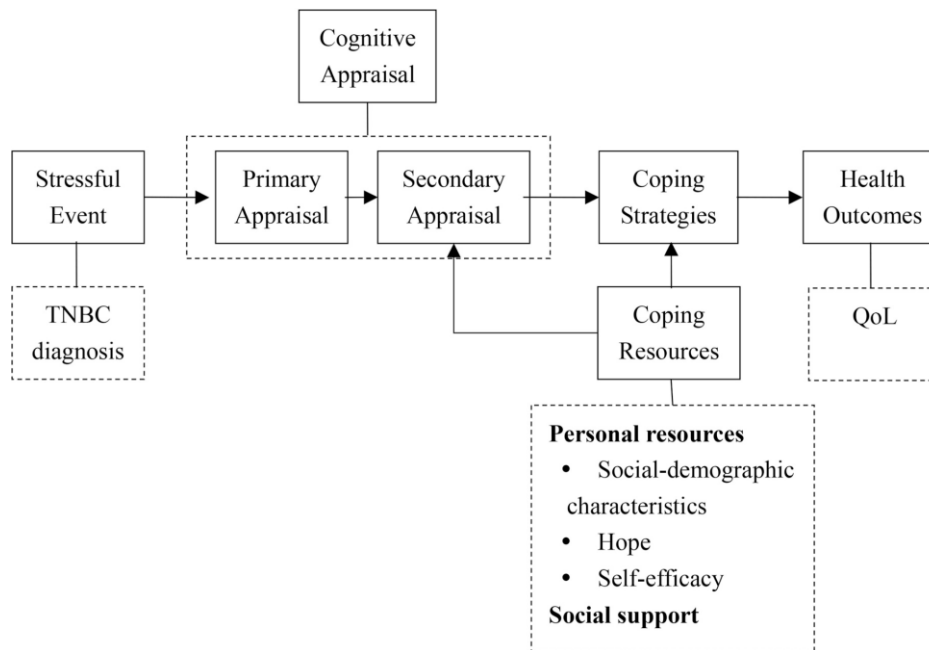 Cognitive
Appraisal
Stressful
Event
Primary
Appraisal
Secondary
Appraisal
Coping
Strategies
Health
Outcomes
TNBC
diagnosis
Coping
Resources
QoL
Personal resources
• Social-demographic
characteristics
• Hope
• Self-efficacy
Social support